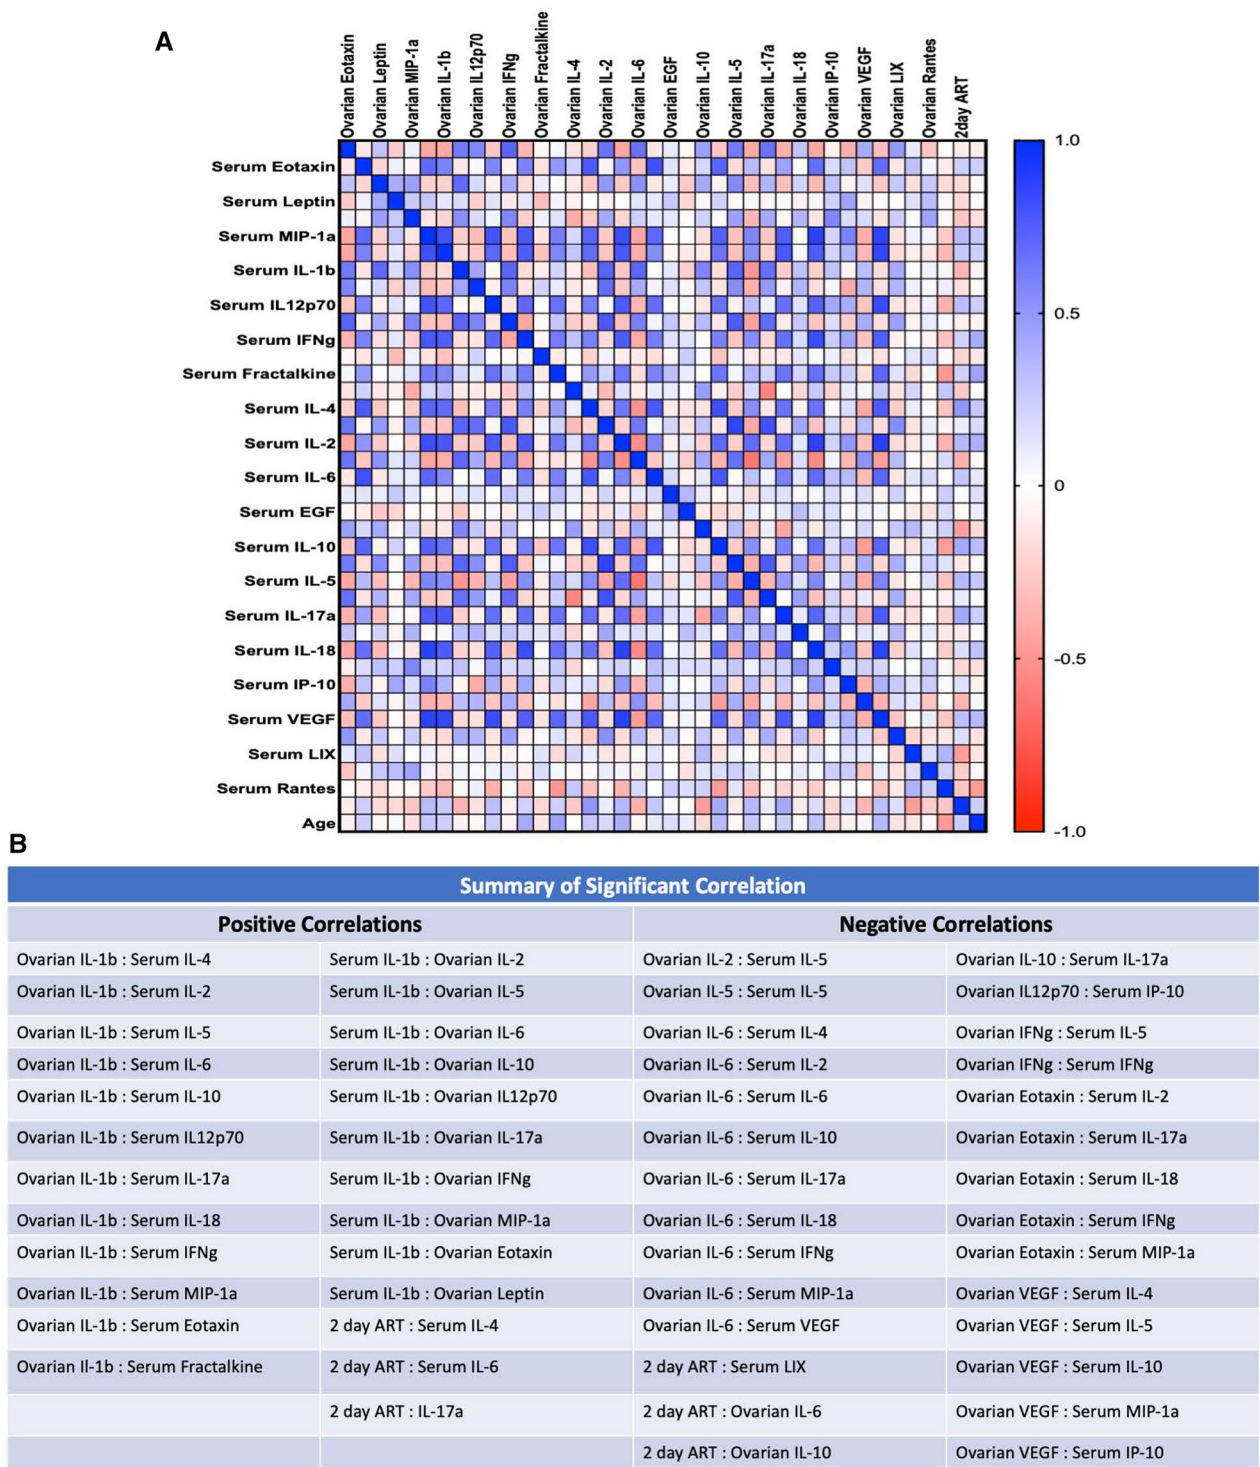 A
Ovarian Eotaxin
Ovarian Leptin
Ovarian MIP-1a
Ovarian IL-1b
Ovarian IL12p70
Ovarian IFNg
Ovarian Fractalkine
Ovarian IL-4
Ovarian IL-2
Ovarian IL-6
Ovarian EGF
Ovarian IL-10
Ovarian IL-5
Ovarian IL-17a
Ovarian IL-18
Ovarian IP-10
Ovarian VEGF
Ovarian LIX
Ovarian Rantes
2day ART
Serum Eotaxin
Serum Leptin
Serum MIP-1a
Serum IL-1b
Serum IL12p70
Serum IFNg
Serum Fractalkine
Serum IL-4
Serum IL-2
Serum IL-6
Serum EGF
Serum IL-10
Serum IL-5
Serum IL-17a
Serum IL-18
Serum IP-10
Serum VEGF
Serum LIX
Serum Rantes
Age
1.0
0.5
0
-0.5
-1.0
B
Summary of Significant Correlation
Positive Correlations Negative Correlations
Ovarian IL-1b : Serum IL-4 Serum IL-1b : Ovarian IL-2 Ovarian IL-2 : Serum IL-5 Ovarian IL-10 : Serum IL-17a
Ovarian IL-1b : Serum IL-2 Serum IL-1b : Ovarian IL-5 Ovarian IL-5 : Serum IL-5 Ovarian IL12p70 : Serum IP-10
Ovarian IL-1b : Serum IL-5 Serum IL-1b : Ovarian IL-6 Ovarian IL-6 : Serum IL-4 Ovarian IFNg : Serum IL-5
Ovarian IL-1b : Serum IL-6 Serum IL-1b : Ovarian IL-10 Ovarian IL-6 : Serum IL-2 Ovarian IFNg : Serum IFNg
Ovarian IL-1b : Serum IL-10 Serum IL-1b : Ovarian IL12p70 Ovarian IL-6 : Serum IL-6 Ovarian Eotaxin : Serum IL-2
Ovarian IL-1b : Serum IL12p70 Serum IL-1b : Ovarian IL-17a Ovarian IL-6 : Serum IL-10 Ovarian Eotaxin : Serum IL-17a
Ovarian IL-1b : Serum IL-17a Serum IL-1b : Ovarian IFNg Ovarian IL-6 : Serum IL-17a Ovarian Eotaxin : Serum IL-18
Ovarian IL-1b : Serum IL-18 Serum IL-1b : Ovarian MIP-1a Ovarian IL-6 : Serum IL-18 Ovarian Eotaxin : Serum IFNg
Ovarian IL-1b : Serum IFNg Serum IL-1b : Ovarian Eotaxin Ovarian IL-6 : Serum IFNg Ovarian Eotaxin : Serum MIP-1a
Ovarian IL-1b : Serum MIP-1a Serum IL-1b : Ovarian Leptin Ovarian IL-6 : Serum MIP-1a Ovarian VEGF : Serum IL-4
Ovarian IL-1b : Serum Eotaxin 2 day ART : Serum IL-4 Ovarian IL-6 : Serum VEGF Ovarian VEGF : Serum IL-5
Ovarian Il-1b : Serum Fractalkine 2 day ART : Serum IL-6 2 day ART : Serum LIX Ovarian VEGF : Serum IL-10
2 day ART : IL-17a 2 day ART : Ovarian IL-6 Ovarian VEGF : Serum MIP-1a
2 day ART : Ovarian IL-10 Ovarian VEGF : Serum IP-10